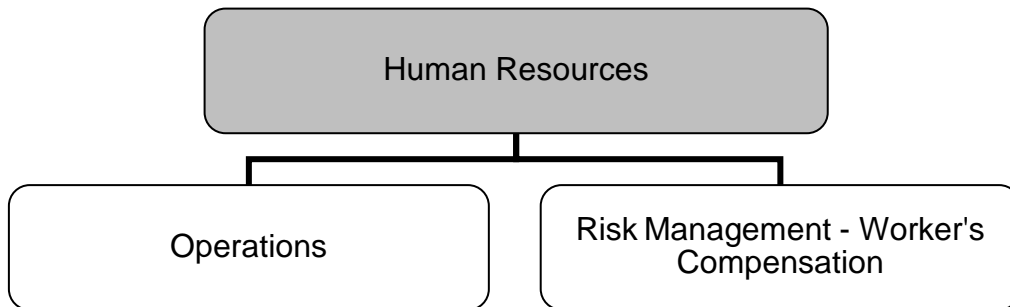 Human Resources
Operations
Risk Management - Worker's
Compensation